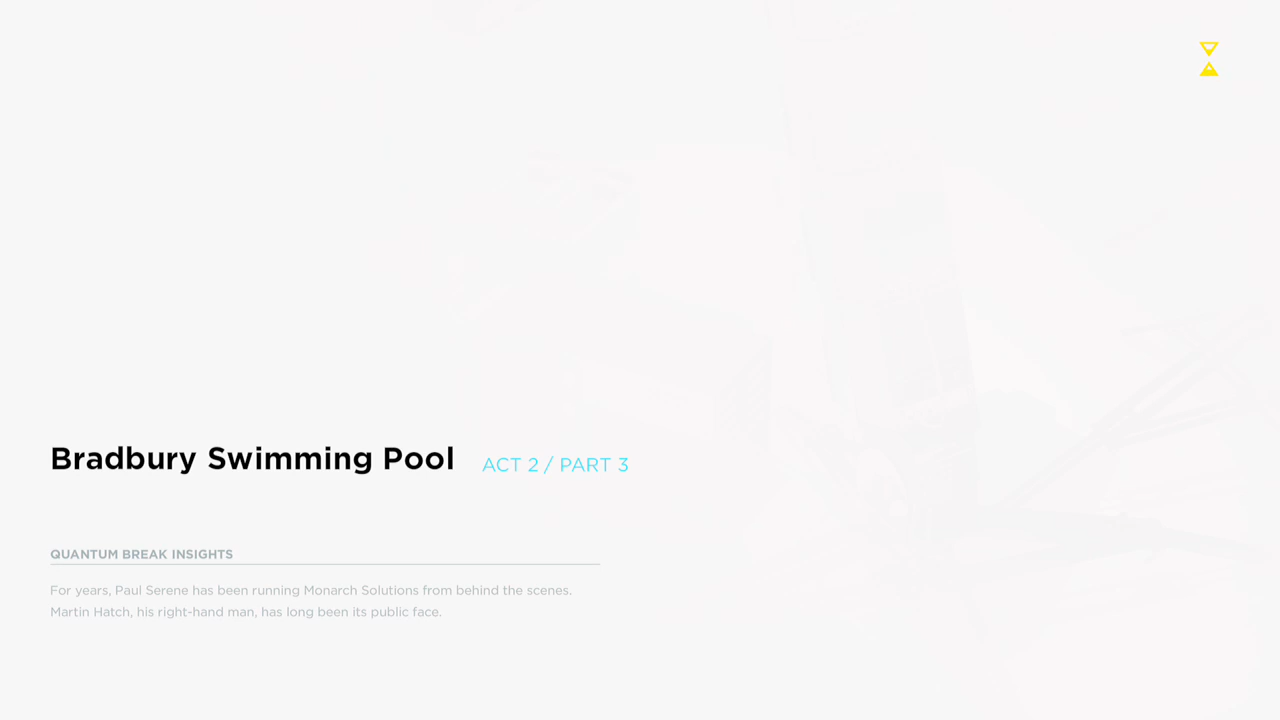 Bradbury Swimming Pool ACT 2 / PART 3
QUANTUM BREAK INSIGHTS
For years, Paul Serene has been running Monarch Solutions from behind the scenes.
Martin Hatch, his right-hand man, has long been its public face.